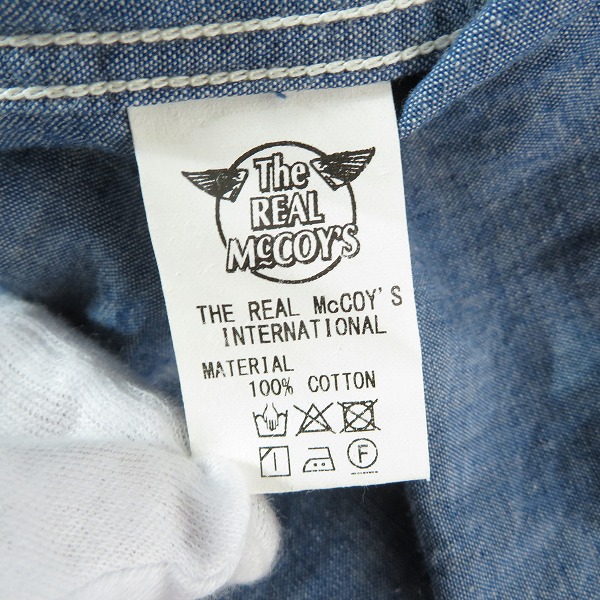 The
REAL
McCOY'S
THE REAL McCOY'S
INTERNATIONAL
MATERIAL
100% COTTON
F